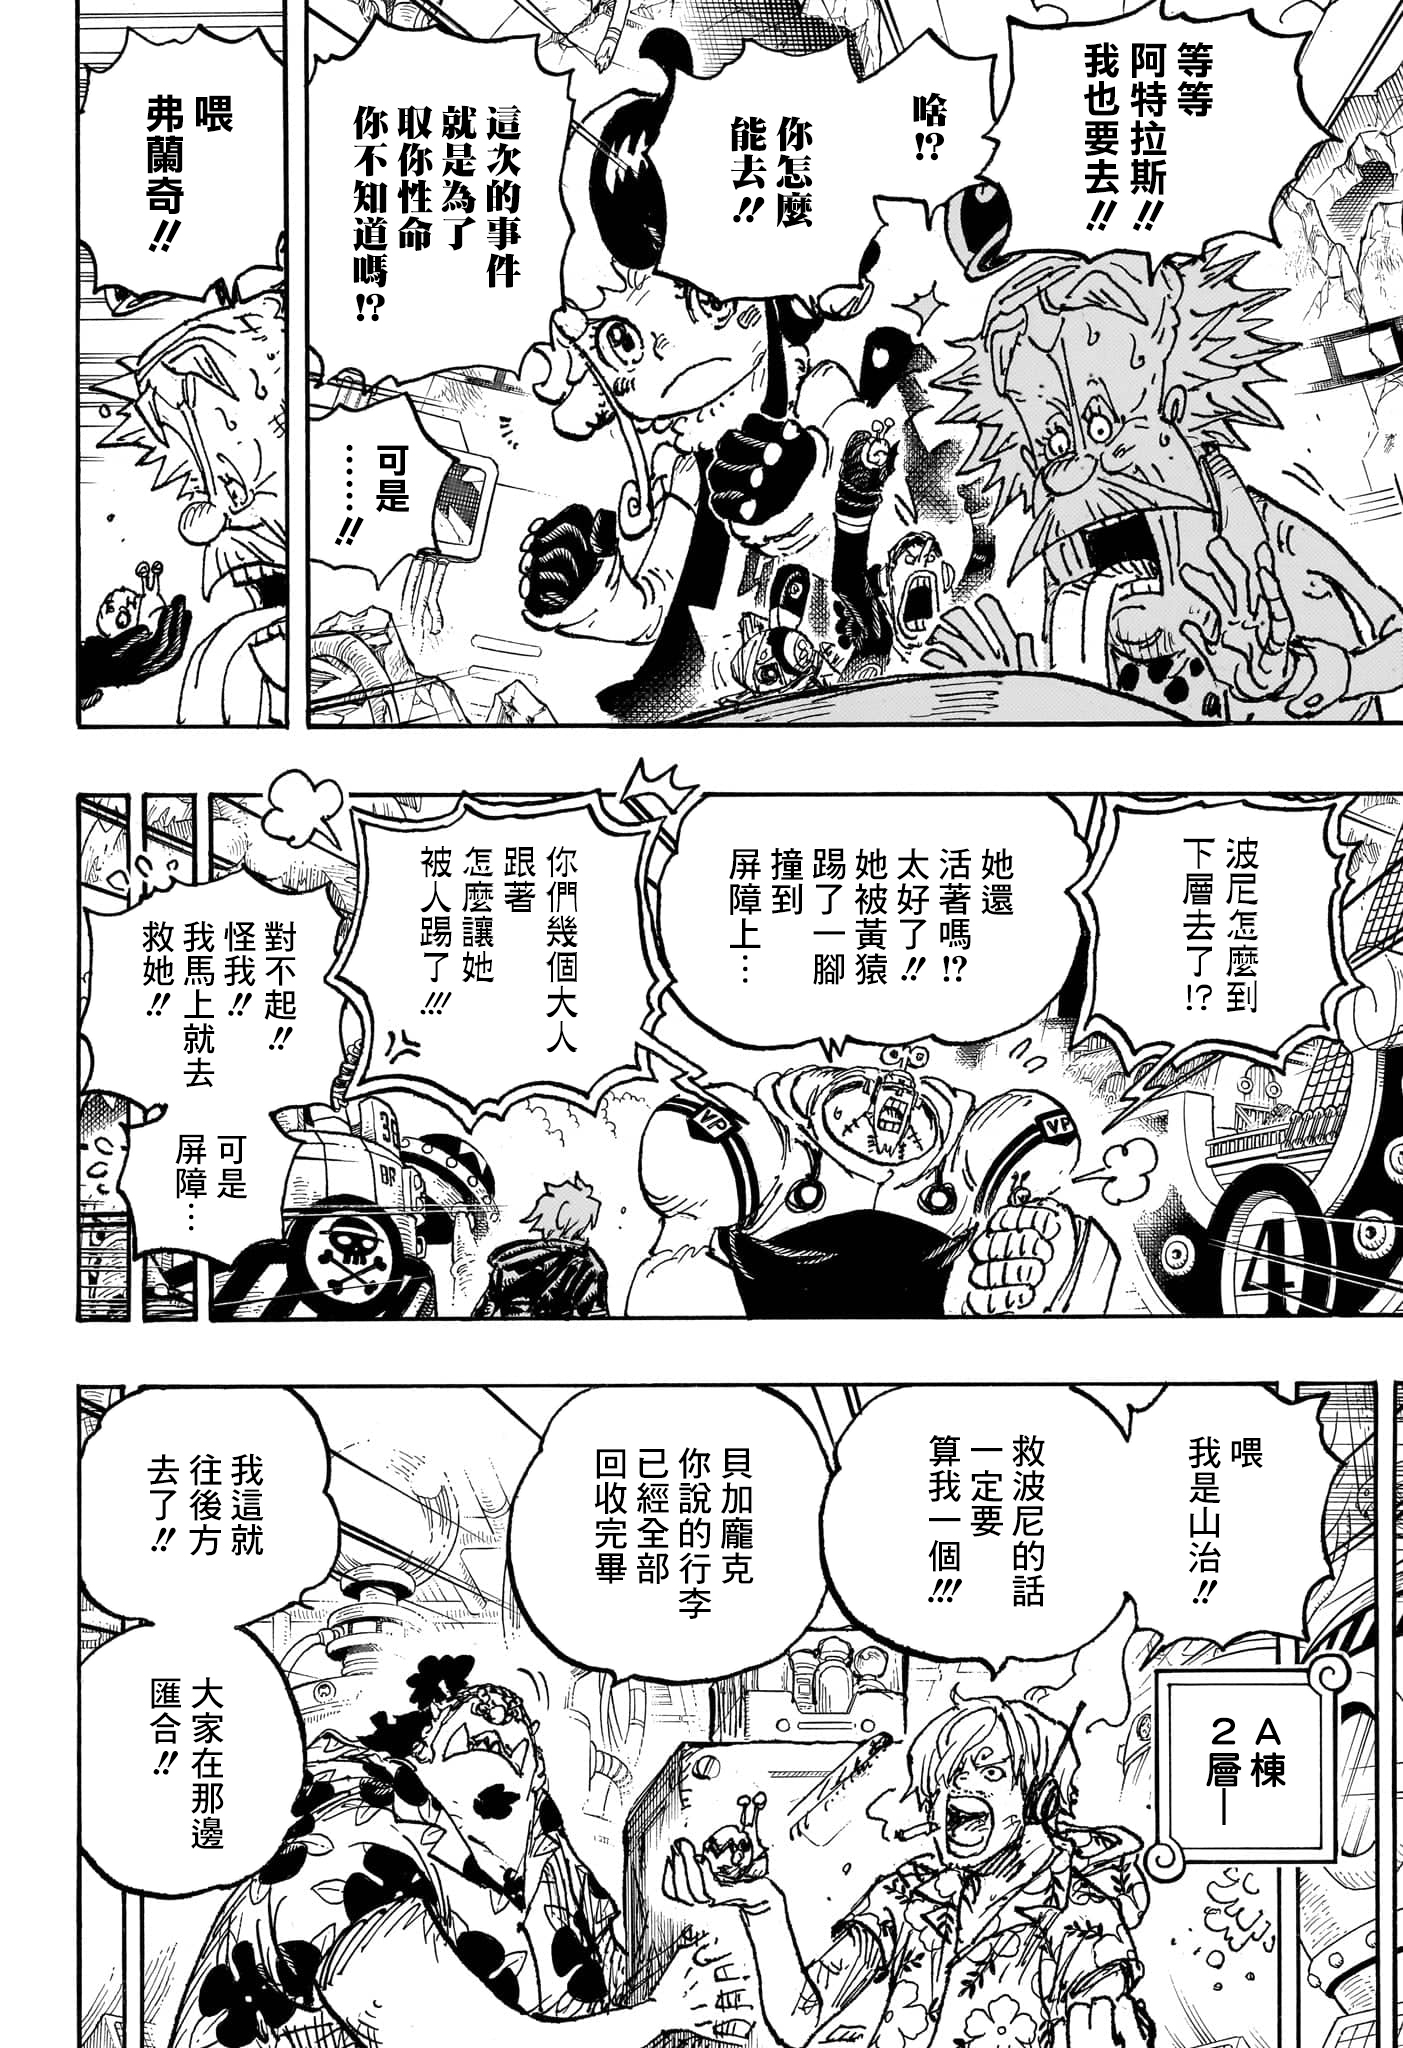 等等
阿特拉斯!!
我也要去!!
啥!?
你怎麼
能去!!
這次的事件
就是為了
取你性命
你不知道嗎!?
可是
……!!
喂
弗蘭奇!!
波尼怎麼到
下層去了!?
她還
活著嗎!?
太好了!!
她被黃猿
踢了一腳
撞到
屏障上…
你們幾個大人
跟著
怎麼讓她
被人踢了!!!
對不起!!
怪我!!
我馬上就去
救她!!
可是
屏障…
VP
VP
36
BF
4
喂
我是山治!!
救波尼的話
一定要
算我一個!!!
A棟
2層—
貝加龐克
你說的行李
已經全部
回收完畢
我這就
往後方
去了!!
大家在那邊
匯合!!